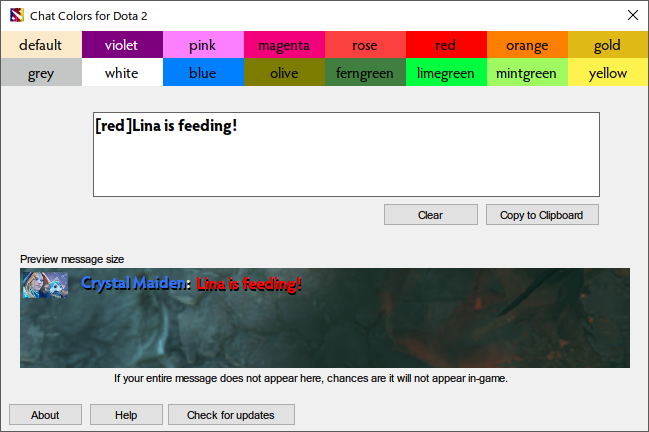 Chat Colors for Dota 2
default violet pink magenta rose red orange gold
grey white blue olive ferngreen limegreen mintgreen yellow
[red]Lina is feeding!
Clear Copy to Clipboard
Preview message size
Crystal Maiden: Lina is feeding!
If your entire message does not appear here, chances are it will not appear in-game.
About Help Check for updates